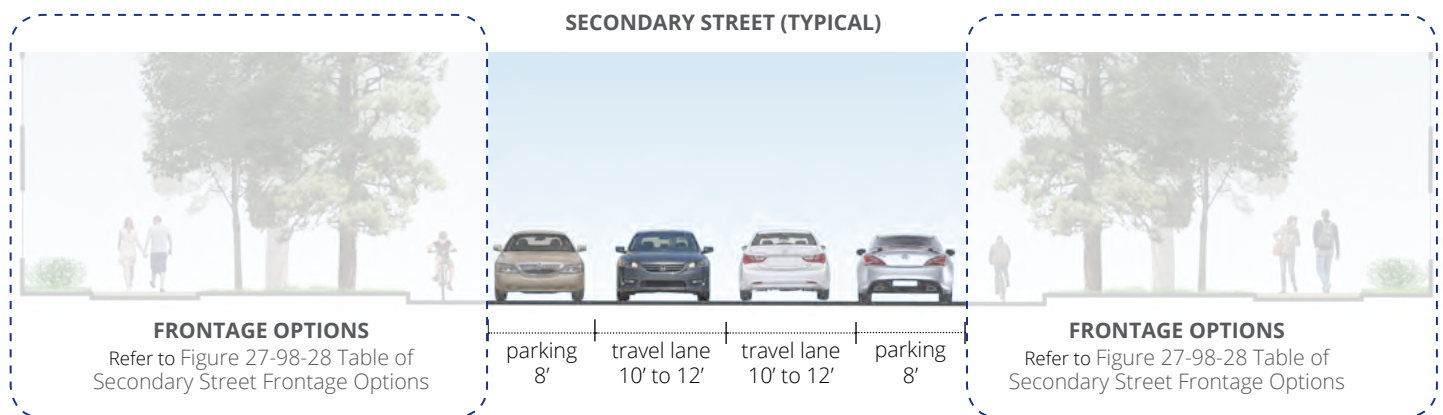 SECONDARY STREET (TYPICAL)
FRONTAGE OPTIONS
Refer to Figure 27-98-28 Table of
Secondary Street Frontage Options
parking
8’
travel lane
10’ to 12’
travel lane
10’ to 12’
parking
8’
FRONTAGE OPTIONS
Refer to Figure 27-98-28 Table of
Secondary Street Frontage Options